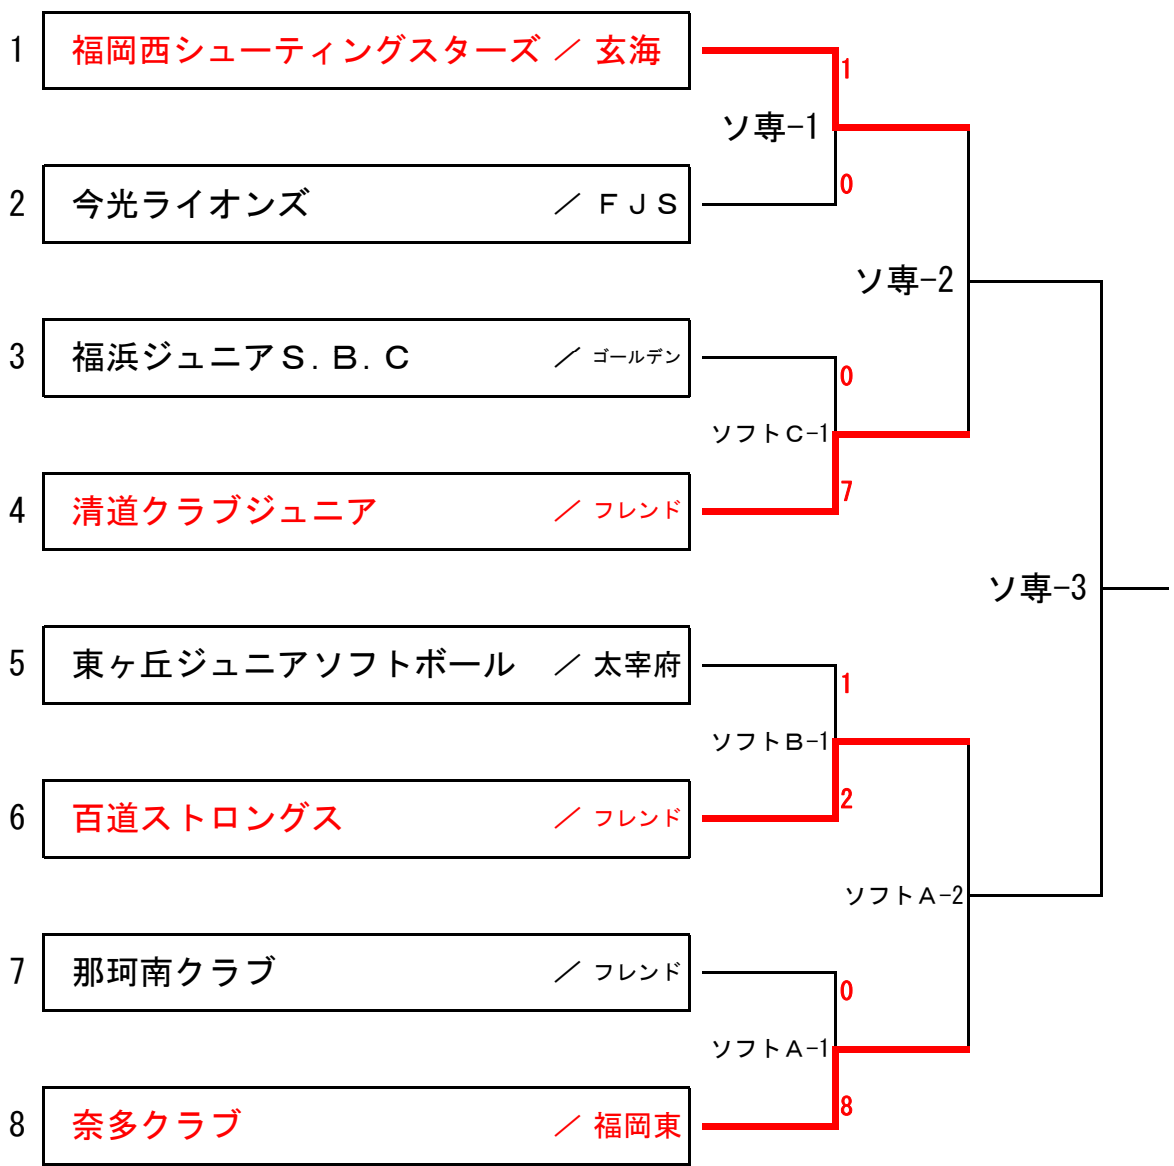 1 福岡西シューティングスターズ ／ 玄海
1
ソ専-1
2 今光ライオンズ ／ ＦＪＳ
0
ソ専-2
3 福浜ジュニアＳ．Ｂ．Ｃ ／ ゴールデン
0
ソフトＣ-1
4 清道クラブジュニア ／ フレンド
7
ソ専-3
5 東ヶ丘ジュニアソフトボール ／ 太宰府
1
ソフトＢ-1
6 百道ストロングス ／ フレンド
2
ソフトＡ-2
7 那珂南クラブ ／ フレンド
0
ソフトＡ-1
8 奈多クラブ ／ 福岡東
8